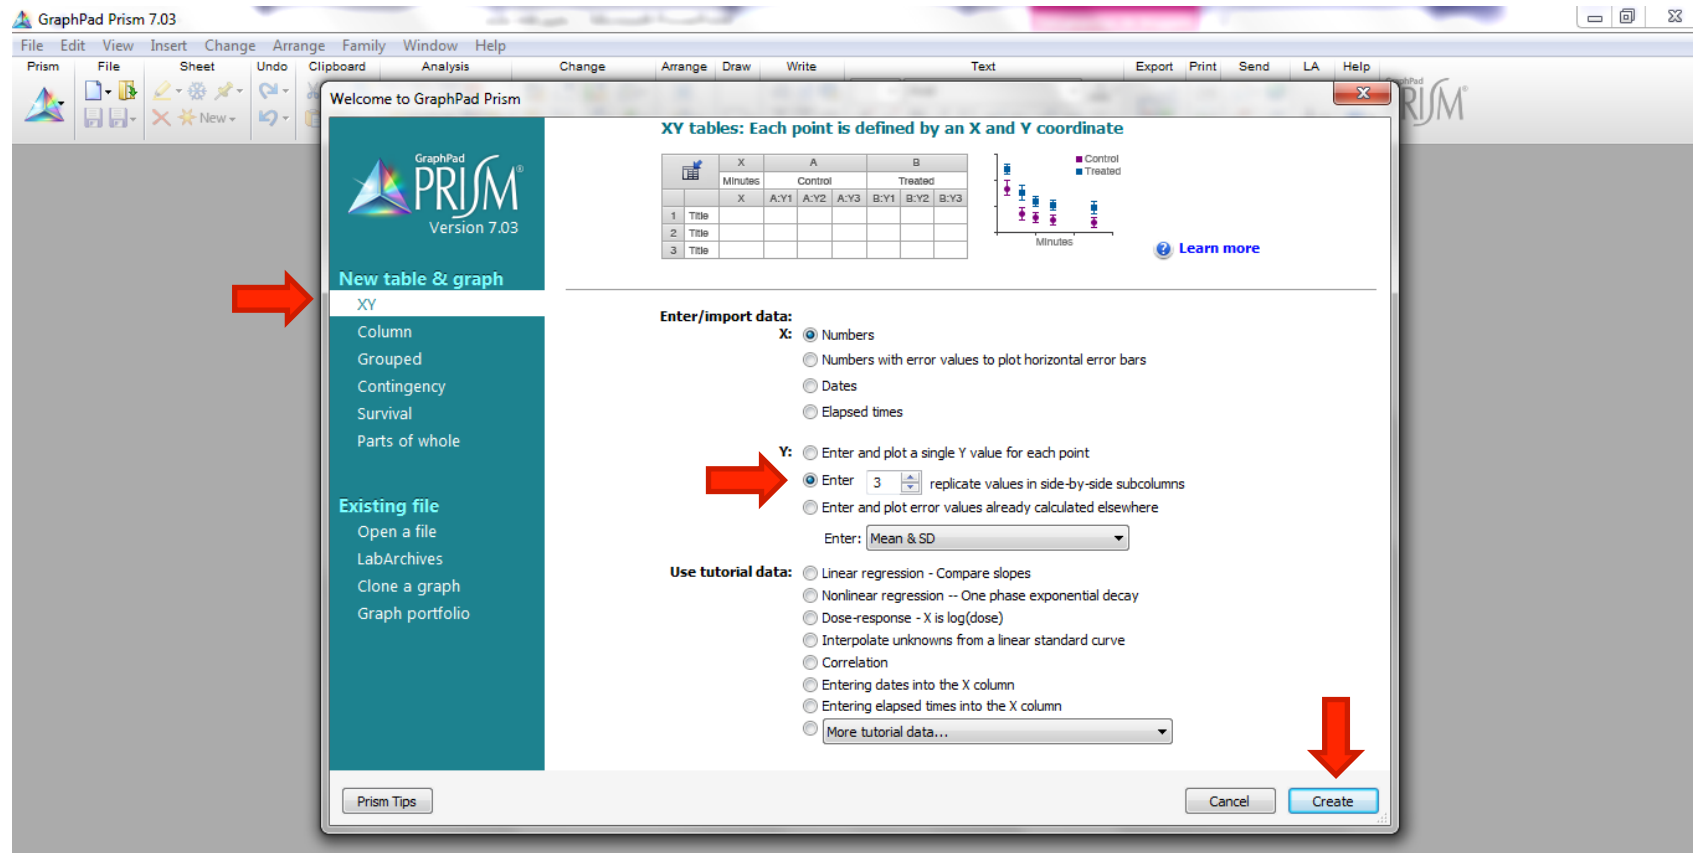 GraphPad Prism 7.03
File Edit View Insert Change Arrange Family Window Help
Prism File Sheet Undo Clipboard Analysis Change Arrange Draw Write Text Export Print Send LA Help
New
Welcome to GraphPad Prism
PRISM
GraphPad
PRISM
Version 7.03
New table & graph
XY
Column
Grouped
Contingency
Survival
Parts of whole
Existing file
Open a file
LabArchives
Clone a graph
Graph portfolio
XY tables: Each point is defined by an X and Y coordinate
X A B
Minutes Control Treated
X A:Y1 A:Y2 A:Y3 B:Y1 B:Y2 B:Y3
1 Title
2 Title
3 Title
Control
Treated
Minutes
Learn more
Enter/import data:
X: Numbers
Numbers with error values to plot horizontal error bars
Dates
Elapsed times
Y: Enter and plot a single Y value for each point
Enter 3 replicate values in side-by-side subcolumns
Enter and plot error values already calculated elsewhere
Enter: Mean & SD
Use tutorial data: Linear regression - Compare slopes
Nonlinear regression -- One phase exponential decay
Dose-response - X is log(dose)
Interpolate unknowns from a linear standard curve
Correlation
Entering dates into the X column
Entering elapsed times into the X column
More tutorial data...
Prism Tips Cancel Create